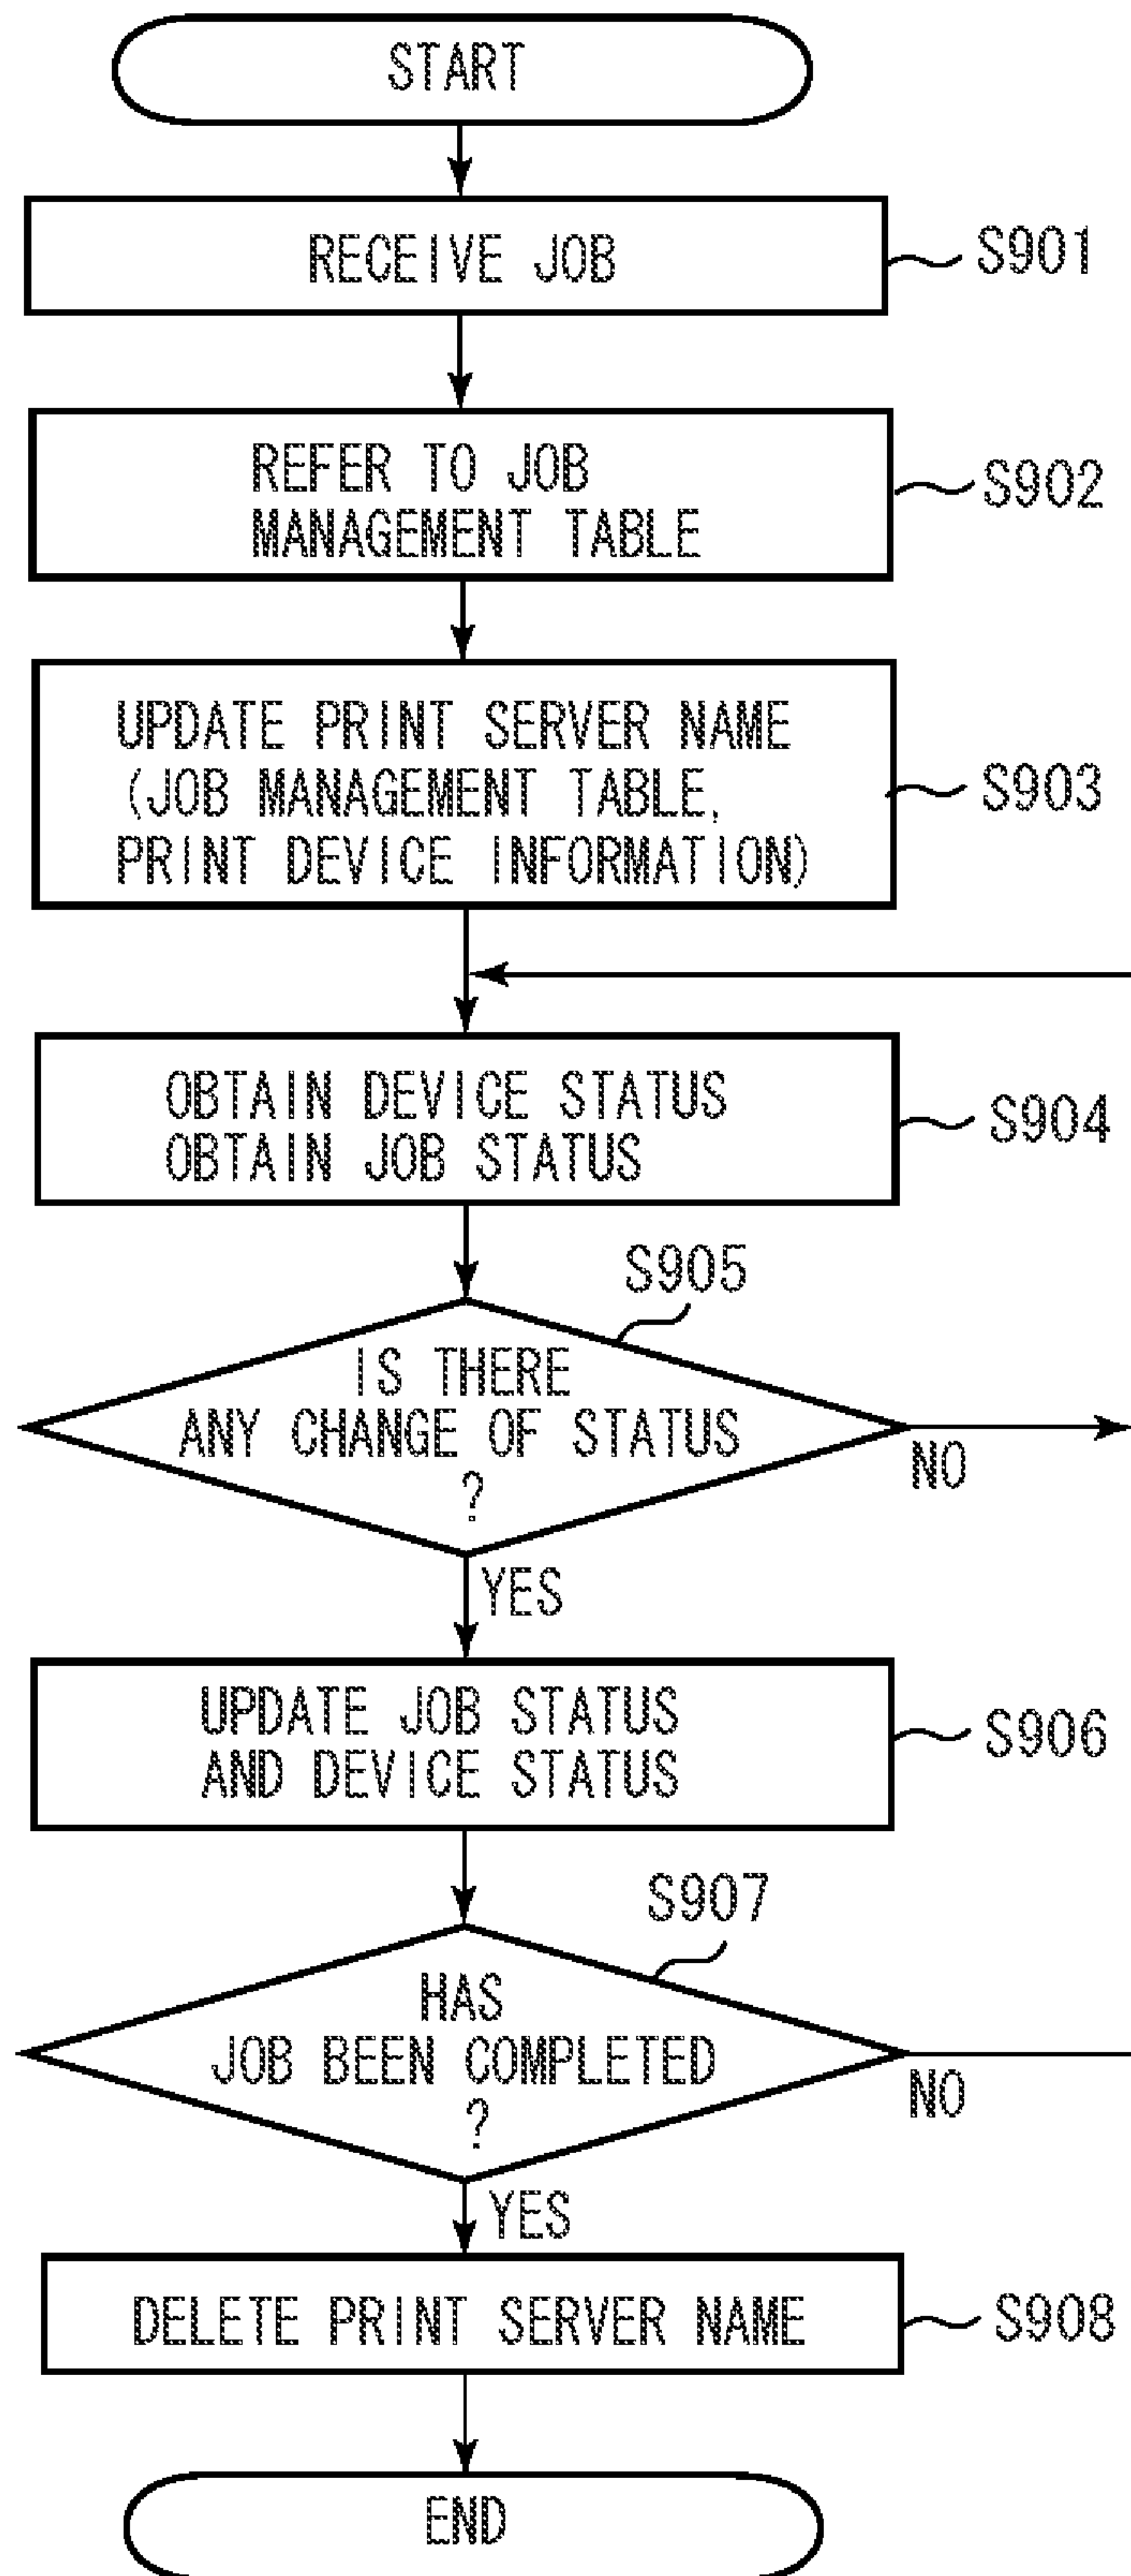 START
RECEIVE JOB
S901
REFER TO JOB
MANAGEMENT TABLE
S902
UPDATE PRINT SERVER NAME
(JOB MANAGEMENT TABLE,
PRINT DEVICE INFORMATION)
S903
OBTAIN DEVICE STATUS
OBTAIN JOB STATUS
S904
S905
IS THERE
ANY CHANGE OF STATUS
?
NO
YES
UPDATE JOB STATUS
AND DEVICE STATUS
S906
S907
HAS
JOB BEEN COMPLETED
?
NO
YES
DELETE PRINT SERVER NAME
S908
END